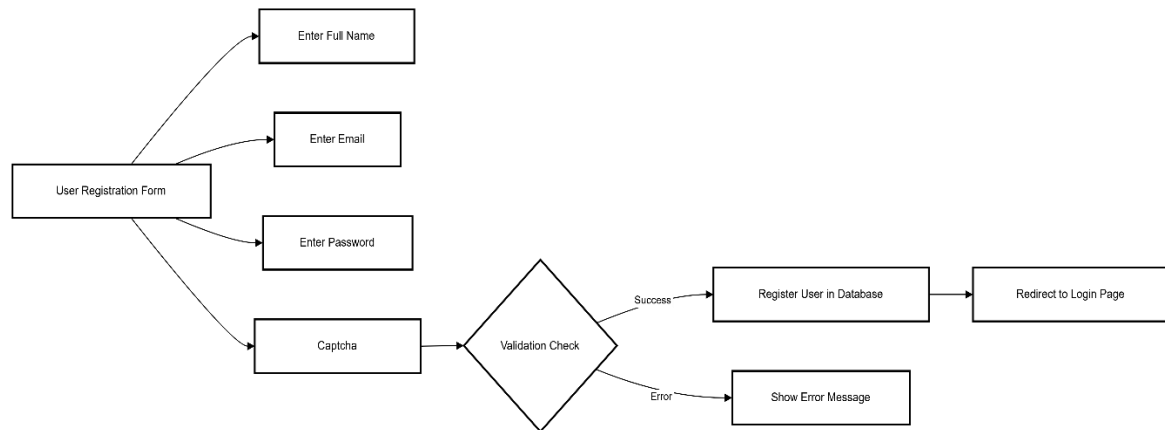 Enter Full Name
Enter Email
User Registration Form
Enter Password
Captcha
Validation Check
Success
Register User in Database
Redirect to Login Page
Error
Show Error Message